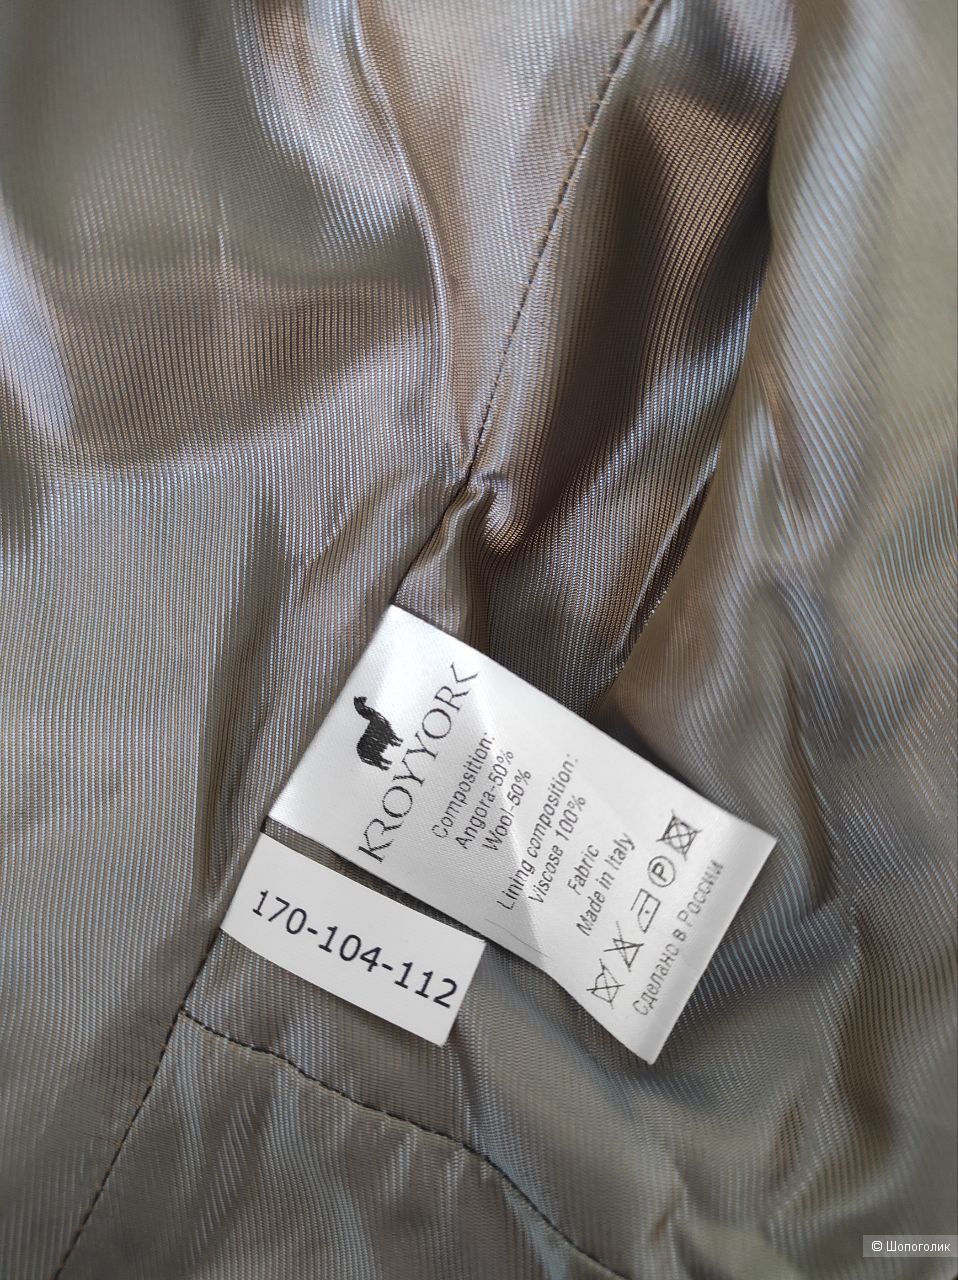 KROYYORK
Composition:
Angora-50%
Wool-50%
Lining composition:
Viscose 100%
Fabric
Made in Italy
P
Сделано в России
170-104-112
© Шопоголик